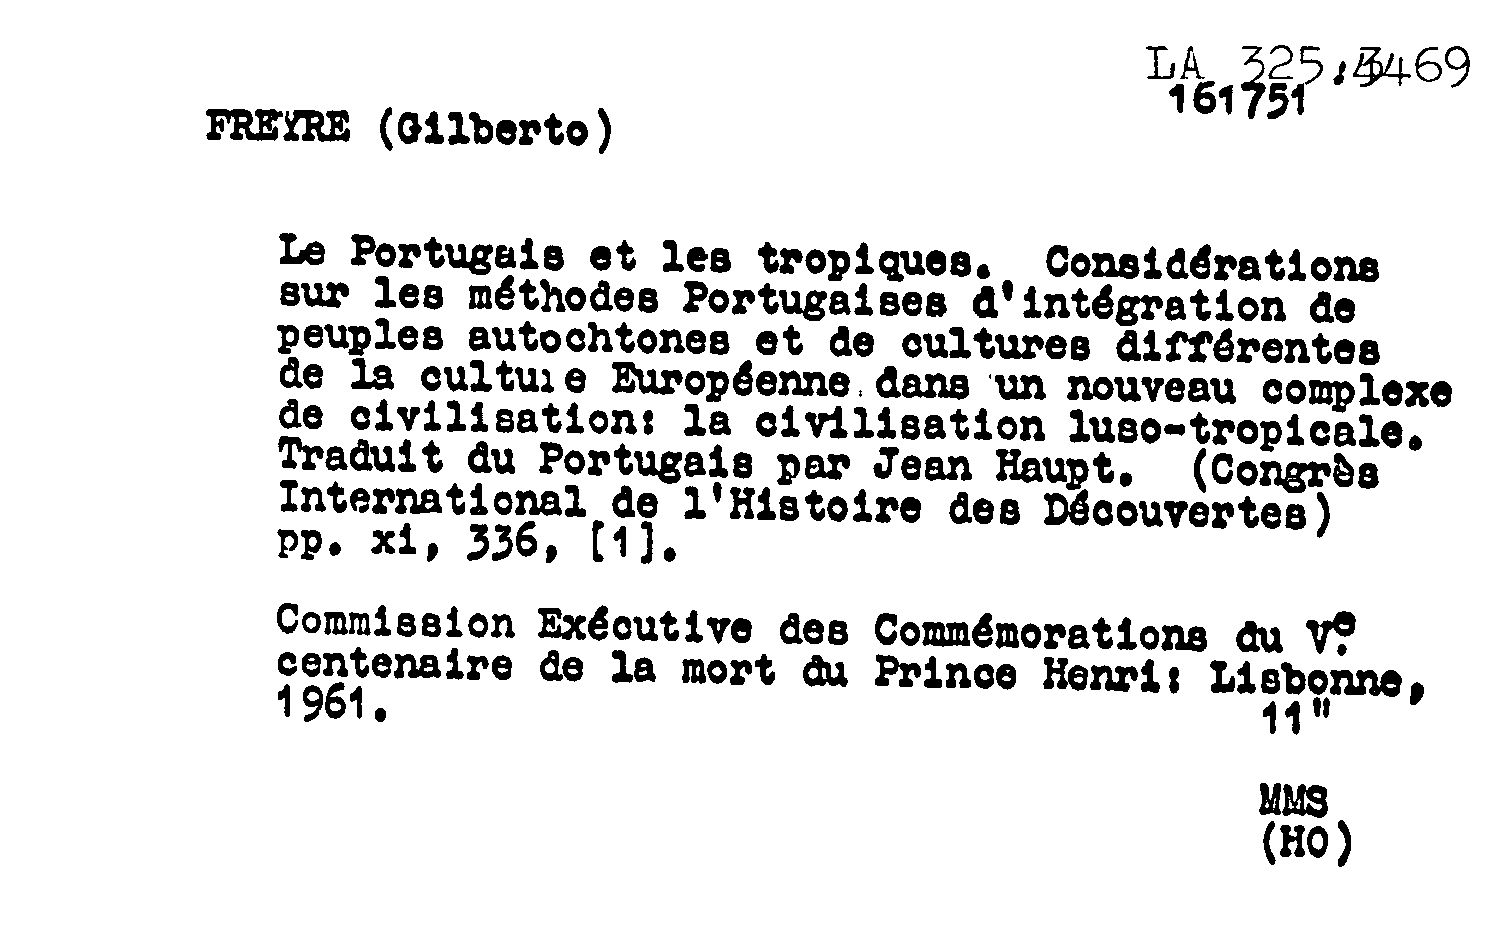 LA 325.3469
161751
FREYRE (Gilberto)
Le Portugais et les tropiques. Considérations
sur les méthodes Portugaises d'intégration de
peuples autochtones et de cultures différentes
de la culture Européenne dans un nouveau complexe
de civilisation: la civilisation luso-tropicale.
Traduit du Portugais par Jean Haupt. (Congrès
International de l'Histoire des Découvertes)
pp. xi, 336, [1].
Commission Exécutive des Commémorations du Ve.
centenaire de la mort du Prince Henri: Lisbonne,
1961.
11"
MMS
(HO)